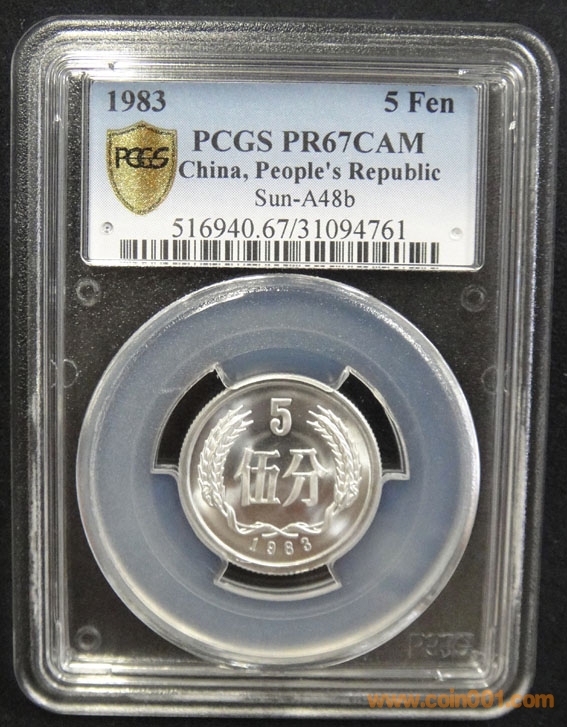 1983 5 Fen
PCGS
PCGS PR67CAM
China, People's Republic
Sun-A48b
516940.67/31094761
5
伍分
1983
PCGS
www.coin001.com